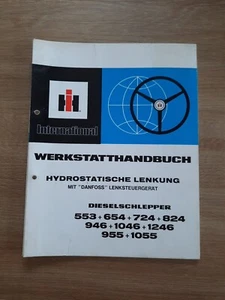 International
WERKSTATTHANDBUCH
HYDROSTATISCHE LENKUNG
MIT "DANFOSS" LENKSTEUERGERÄT
DIESELSCHLEPPER
553 + 654 + 724 + 824
946 + 1046 + 1246
955 + 1055